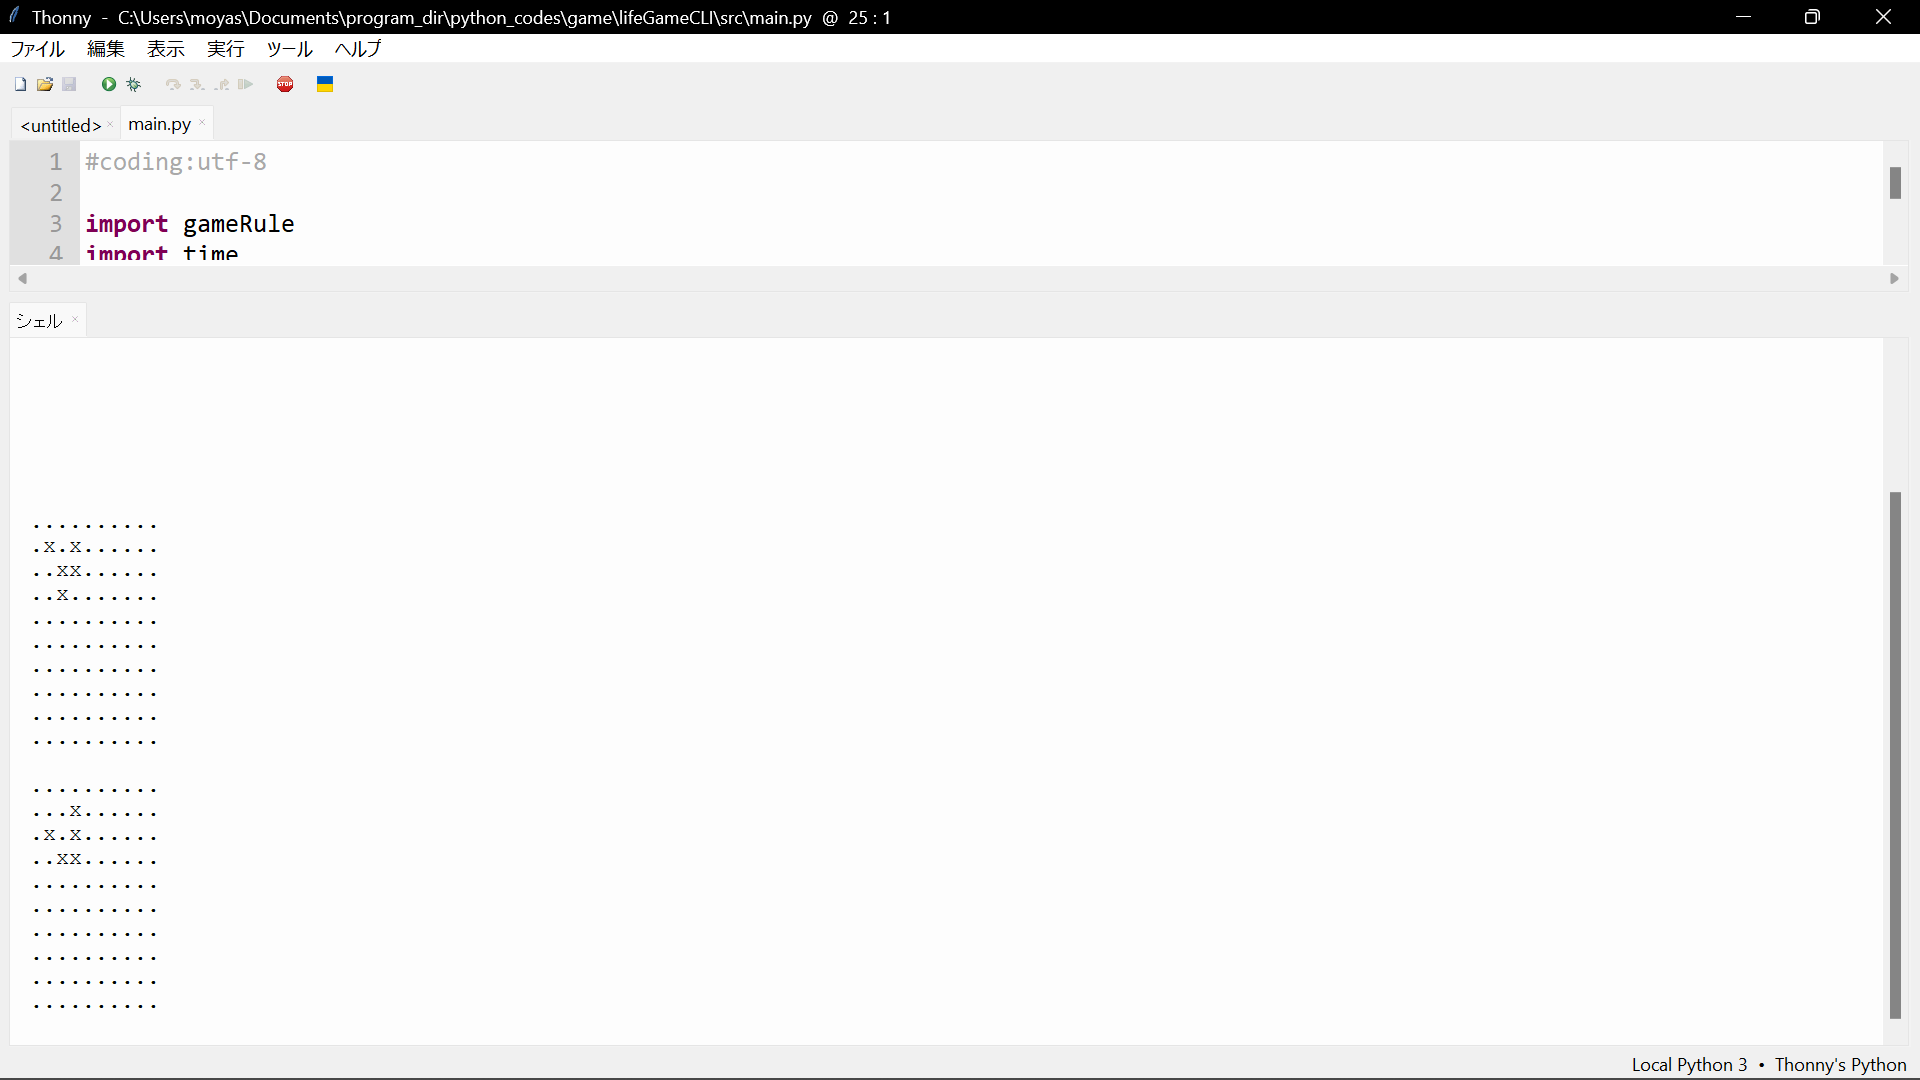 Thonny - C:\Users\moyas\Documents\program_dir\python_codes\game\lifeGameCLI\src\main.py @ 25 : 1
ファイル 編集 表示 実行 ツール ヘルプ
STOP
<untitled> × main.py ×
1 #coding:utf-8
2
3 import gameRule
4 import time
シェル ×
..........
.x.x......
..xx......
..x.......
..........
..........
..........
..........
..........
..........
..........
...x......
.x.x......
..xx......
..........
..........
..........
..........
..........
..........
Local Python 3 • Thonny's Python